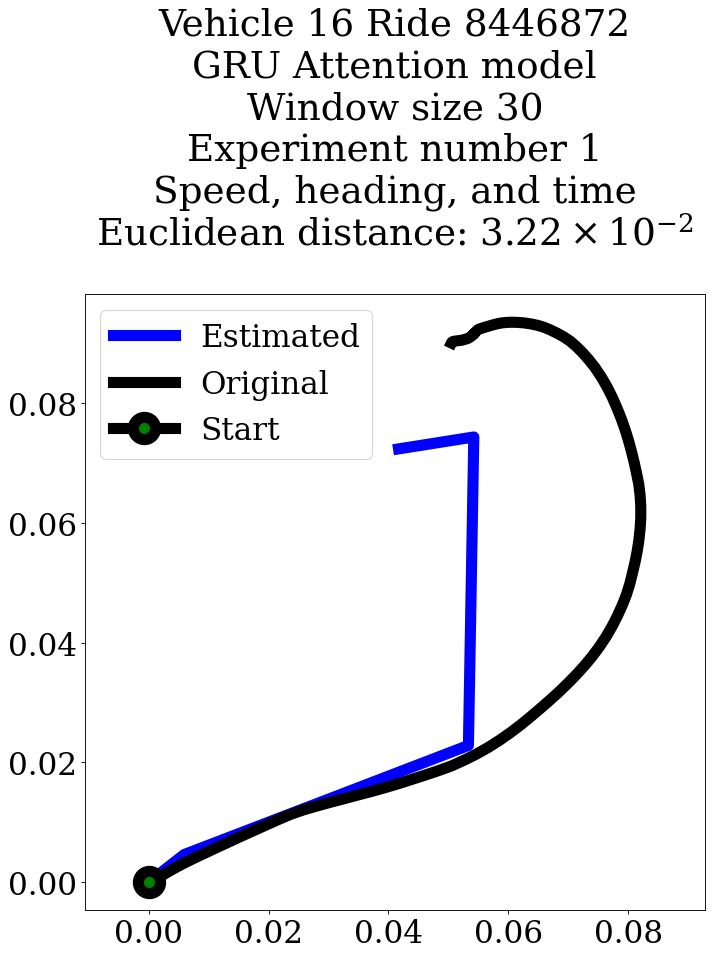 Vehicle 16 Ride 8446872
GRU Attention model
Window size 30
Experiment number 1
Speed, heading, and time
Euclidean distance: 3.22 × 10⁻²
Estimated
Original
Start
0.08
0.06
0.04
0.02
0.00
0.00 0.02 0.04 0.06 0.08